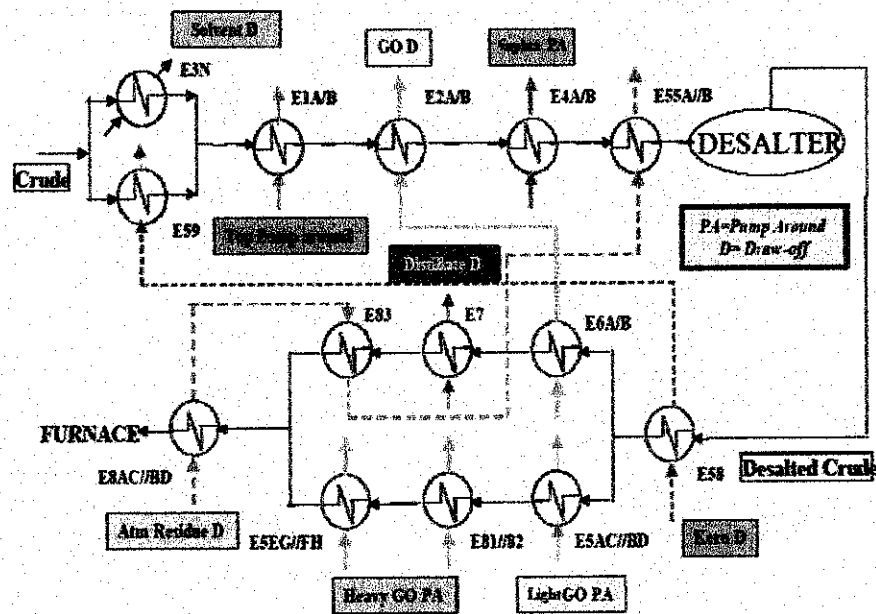 Solvent D
GO D
E3N
E1A/B
E2A/B
E4A/B
E55A//B
DESALTER
Crude
E59
PA=Pump Around
D= Draw-off
Distillate D
E83
E7
E6A/B
FURNACE
E58
Desalted Crude
E8AC//BD
Atm Residue D
E5EG//FH
E81//82
E5AC//BD
Kero D
Heavy GO PA
LightGO PA